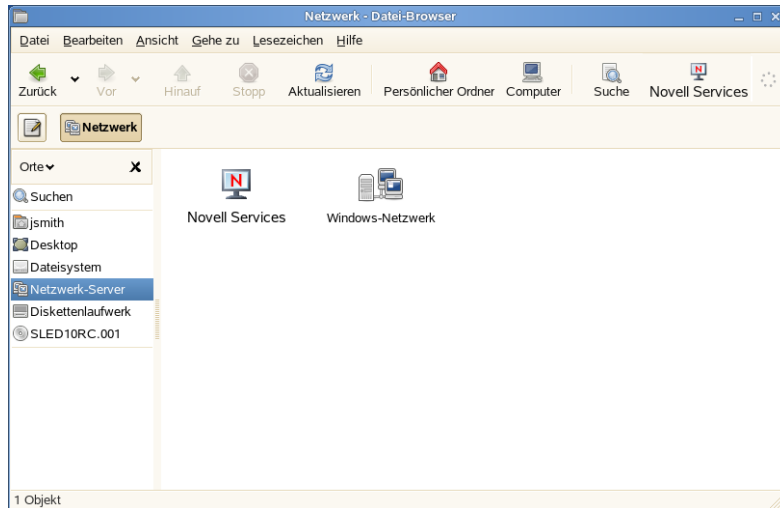 Netzwerk - Datei-Browser
Datei Bearbeiten Ansicht Gehe zu Lesezeichen Hilfe
Zurück Vor Hinauf Stopp Aktualisieren Persönlicher Ordner Computer Suche Novell Services
Netzwerk
Orte
Suchen
jsmith
Desktop
Dateisystem
Netzwerk-Server
Diskettenlaufwerk
SLED10RC.001
N
Novell Services Windows-Netzwerk
1 Objekt